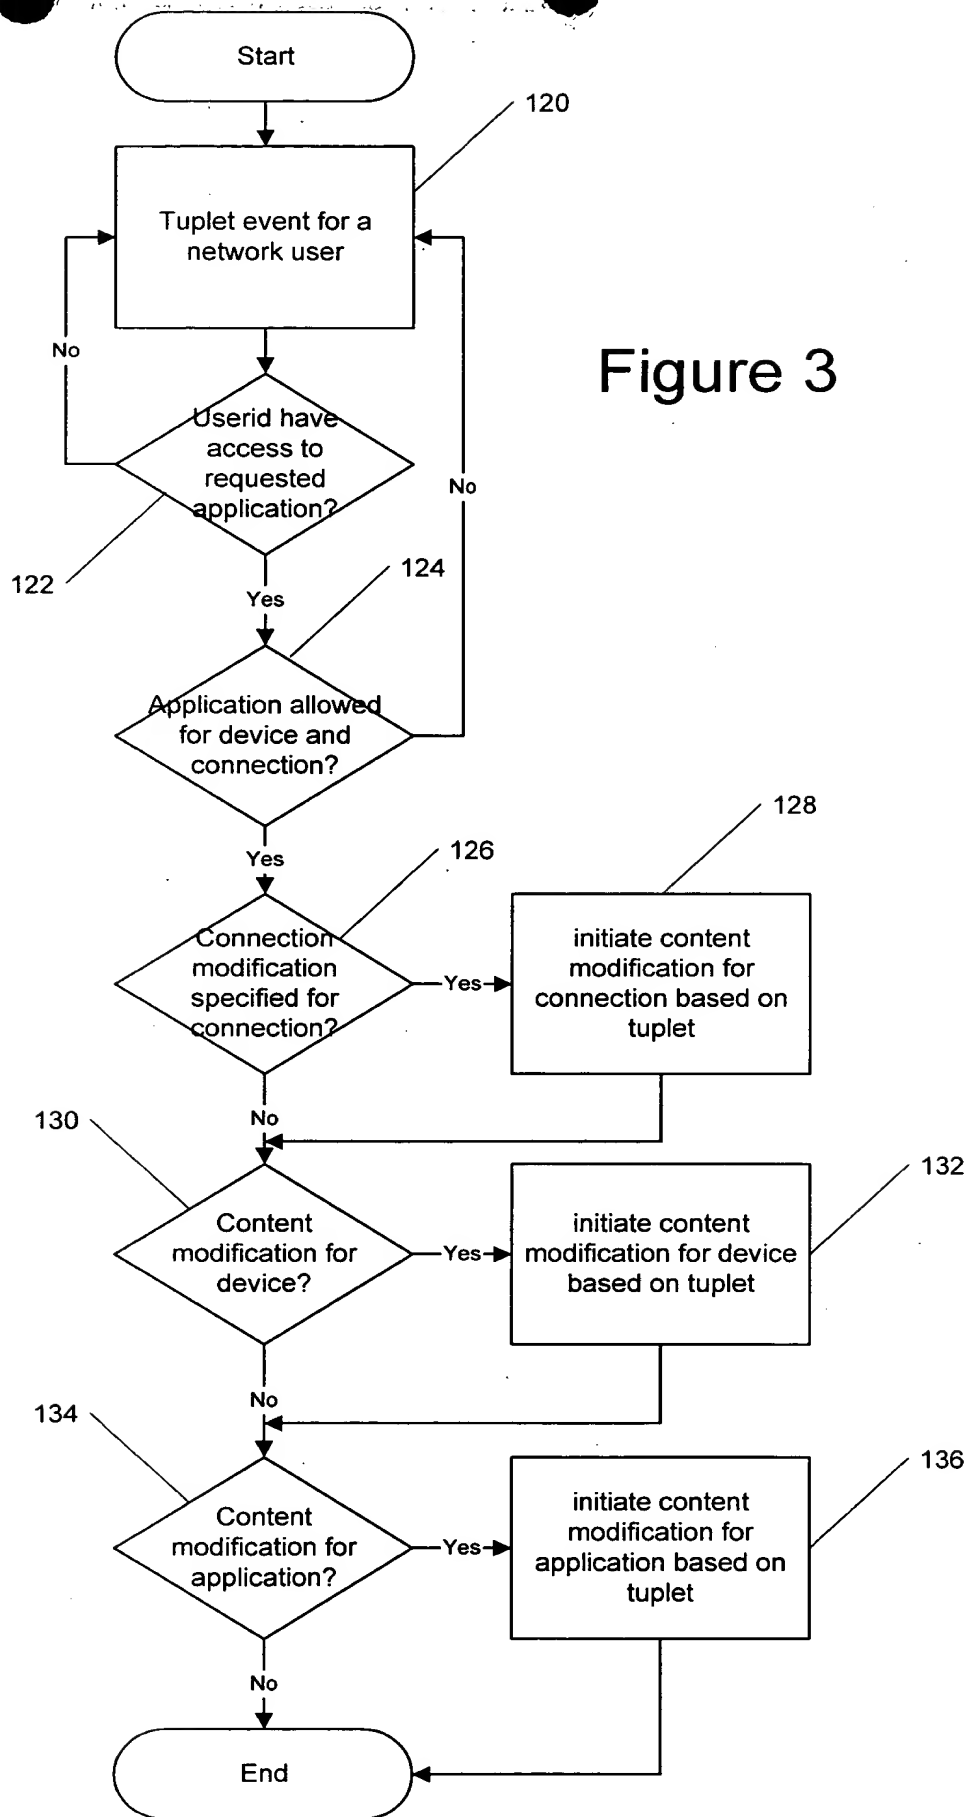 Start
120
Tuplet event for a
network user
No
Figure 3
Userid have
access to
requested
application?
No
122
124
Yes
Application allowed
for device and
connection?
128
Yes
126
Connection
modification
specified for
connection?
Yes
initiate content
modification for
connection based on
tuplet
No
130
132
Content
modification for
device?
Yes
initiate content
modification for device
based on tuplet
No
134
136
Content
modification for
application?
Yes
initiate content
modification for
application based on
tuplet
No
End